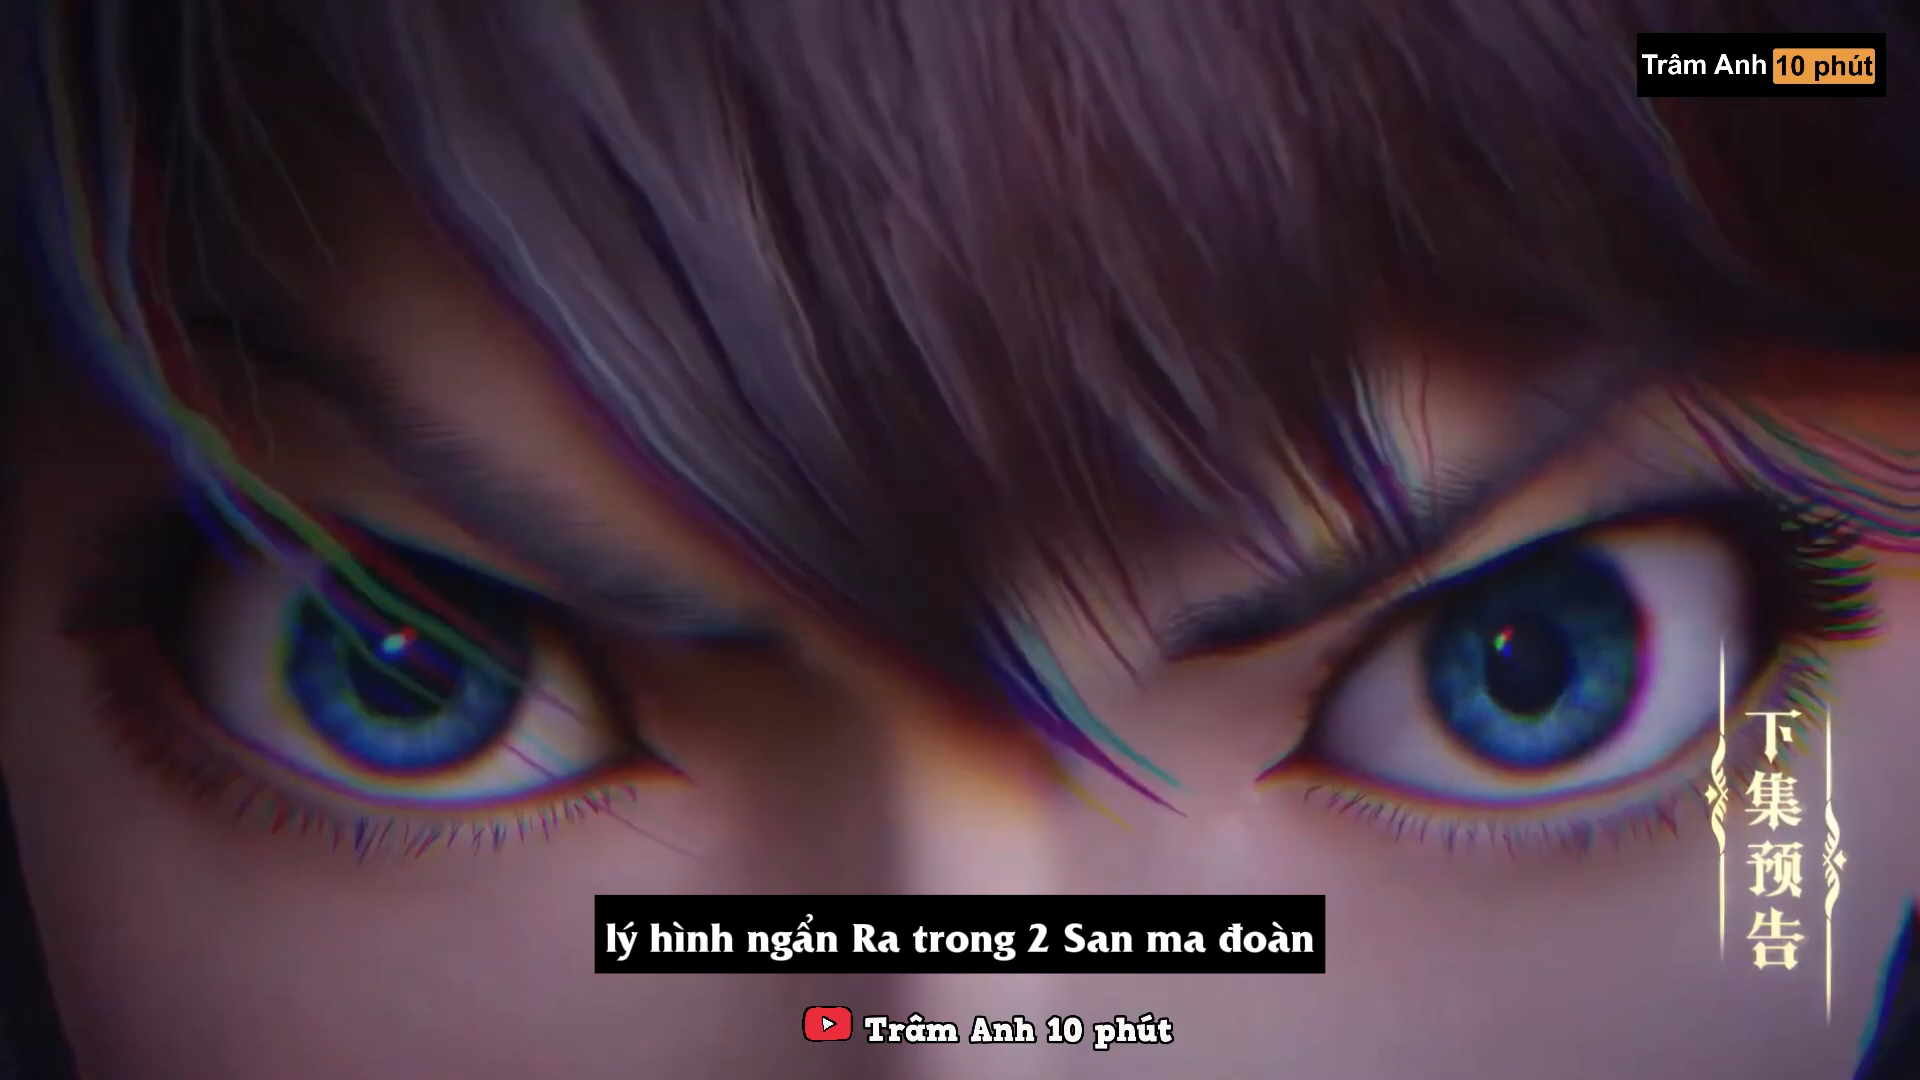 Trâm Anh 10 phút
下集预告
lý hình ngẩn Ra trong 2 San ma đoàn
Trâm Anh 10 phút